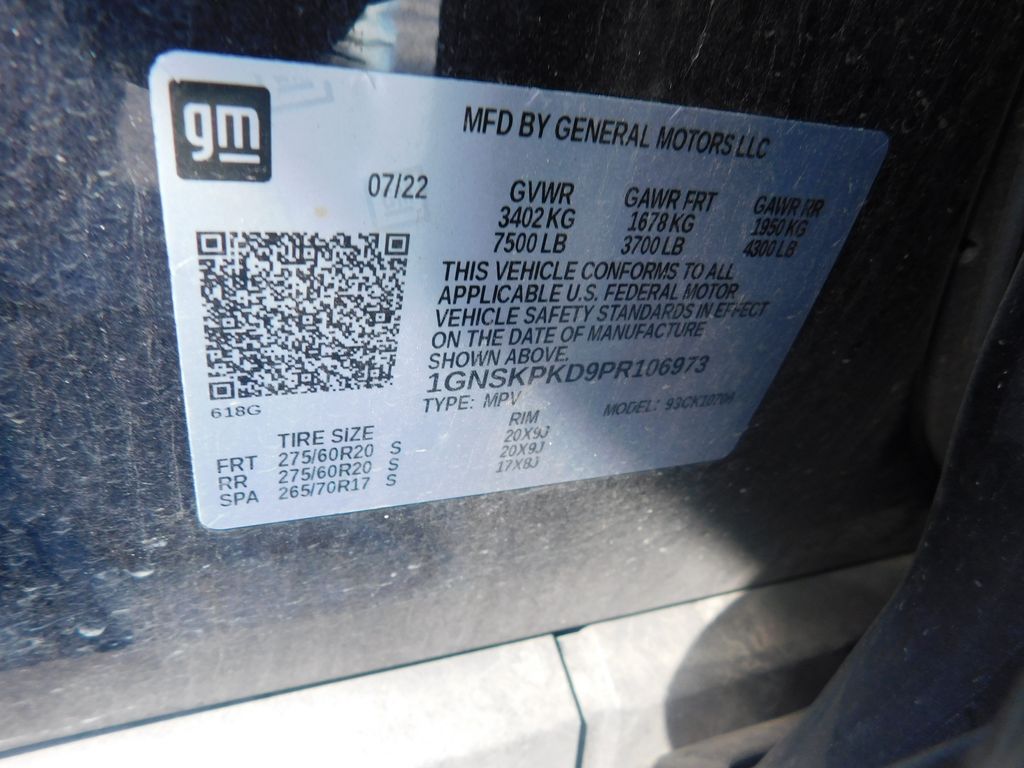 gm
MFD BY GENERAL MOTORS LLC
07/22
GVWR GAWR FRT GAWR RR
3402 KG 1678 KG 1950 KG
7500 LB 3700 LB 4300 LB
THIS VEHICLE CONFORMS TO ALL
APPLICABLE U.S. FEDERAL MOTOR
VEHICLE SAFETY STANDARDS IN EFFECT
ON THE DATE OF MANUFACTURE
SHOWN ABOVE.
1GNSKPKD9PR106973
TYPE: MPV MODEL: 93CK10706
618G
TIRE SIZE RIM
FRT 275/60R20 S 20X9J
RR 275/60R20 S 20X9J
SPA 265/70R17 S 17X8J